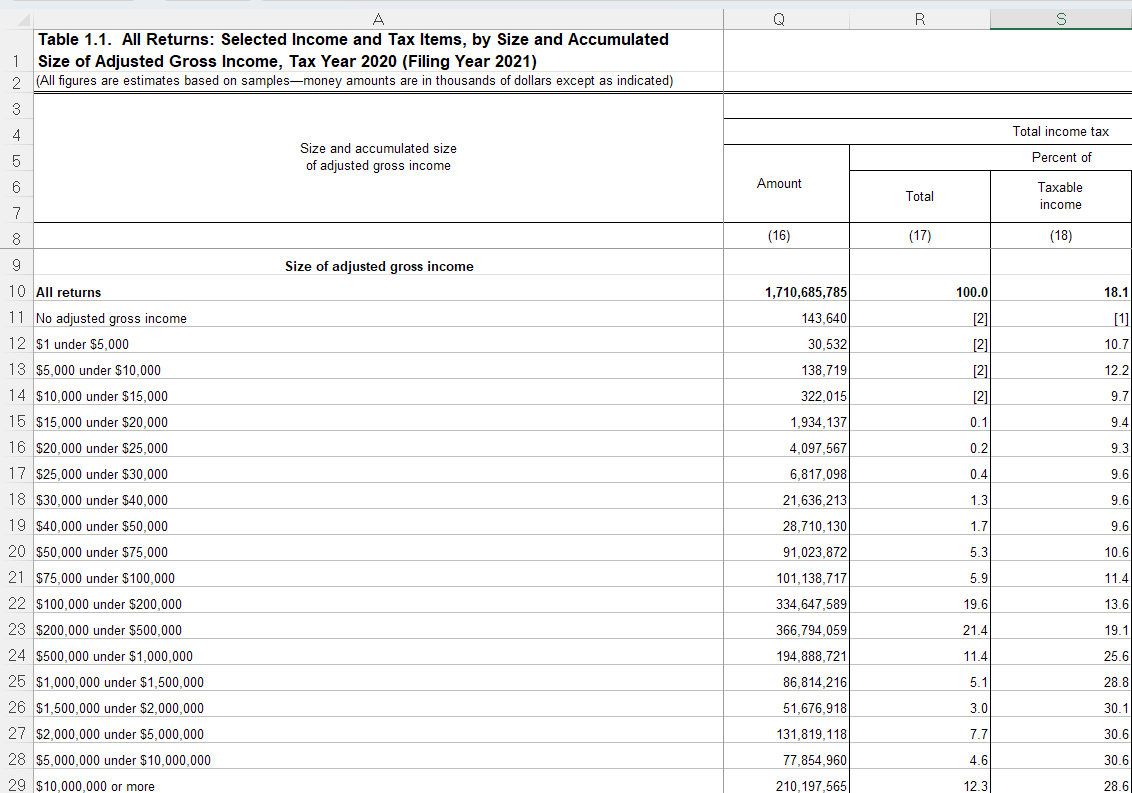 A Q R S
1 Table 1.1. All Returns: Selected Income and Tax Items, by Size and Accumulated
Size of Adjusted Gross Income, Tax Year 2020 (Filing Year 2021)
2 (All figures are estimates based on samples—money amounts are in thousands of dollars except as indicated)
3
4 Total income tax
5 Size and accumulated size of adjusted gross income Percent of
6 Amount Total Taxable income
7
8 (16) (17) (18)
9 Size of adjusted gross income
10 All returns 1,710,685,785 100.0 18.1
11 No adjusted gross income 143,640 [2] [1]
12 $1 under $5,000 30,532 [2] 10.7
13 $5,000 under $10,000 138,719 [2] 12.2
14 $10,000 under $15,000 322,015 [2] 9.7
15 $15,000 under $20,000 1,934,137 0.1 9.4
16 $20,000 under $25,000 4,097,567 0.2 9.3
17 $25,000 under $30,000 6,817,098 0.4 9.6
18 $30,000 under $40,000 21,636,213 1.3 9.6
19 $40,000 under $50,000 28,710,130 1.7 9.6
20 $50,000 under $75,000 91,023,872 5.3 10.6
21 $75,000 under $100,000 101,138,717 5.9 11.4
22 $100,000 under $200,000 334,647,589 19.6 13.6
23 $200,000 under $500,000 366,794,059 21.4 19.1
24 $500,000 under $1,000,000 194,888,721 11.4 25.6
25 $1,000,000 under $1,500,000 86,814,216 5.1 28.8
26 $1,500,000 under $2,000,000 51,676,918 3.0 30.1
27 $2,000,000 under $5,000,000 131,819,118 7.7 30.6
28 $5,000,000 under $10,000,000 77,854,960 4.6 30.6
29 $10,000,000 or more 210,197,565 12.3 28.6